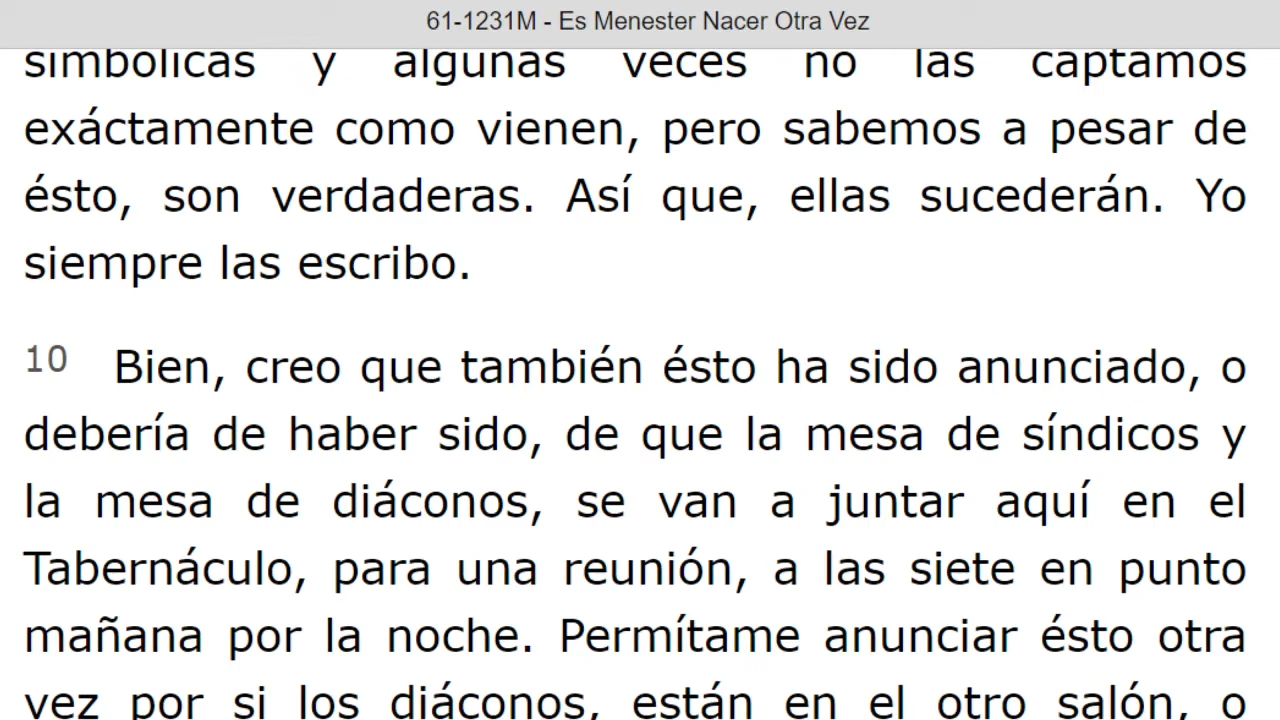 61-1231M - Es Menester Nacer Otra Vez
simbólicas y algunas veces no las captamos
exáctamente como vienen, pero sabemos a pesar de
ésto, son verdaderas. Así que, ellas sucederán. Yo
siempre las escribo.
10 Bien, creo que también ésto ha sido anunciado, o
debería de haber sido, de que la mesa de síndicos y
la mesa de diáconos, se van a juntar aquí en el
Tabernáculo, para una reunión, a las siete en punto
mañana por la noche. Permítame anunciar ésto otra
vez por si los diáconos, están en el otro salón, o